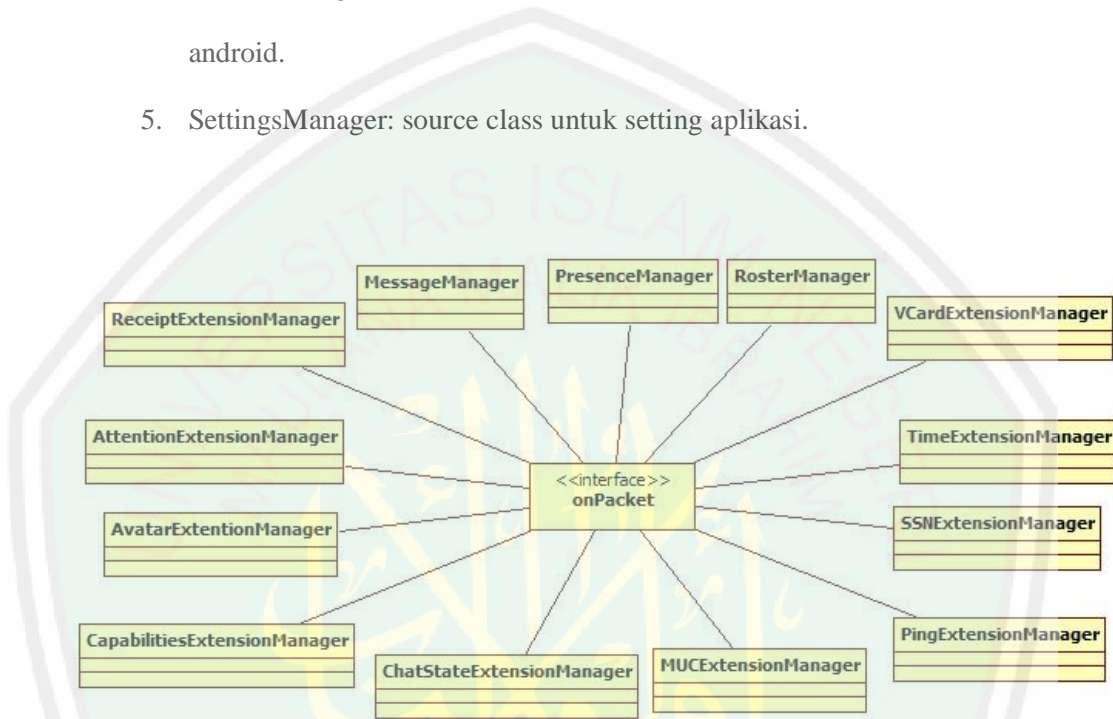 android.
5. SettingsManager: source class untuk setting aplikasi.
MessageManager
PresenceManager
RosterManager
ReceiptExtensionManager
VCardExtensionManager
AttentionExtensionManager
TimeExtensionManager
<<interface>>
onPacket
AvatarExtentionManager
SSNExtensionManager
CapabilitiesExtensionManager
ChatStateExtensionManager
MUCExtensionManager
PingExtensionManager